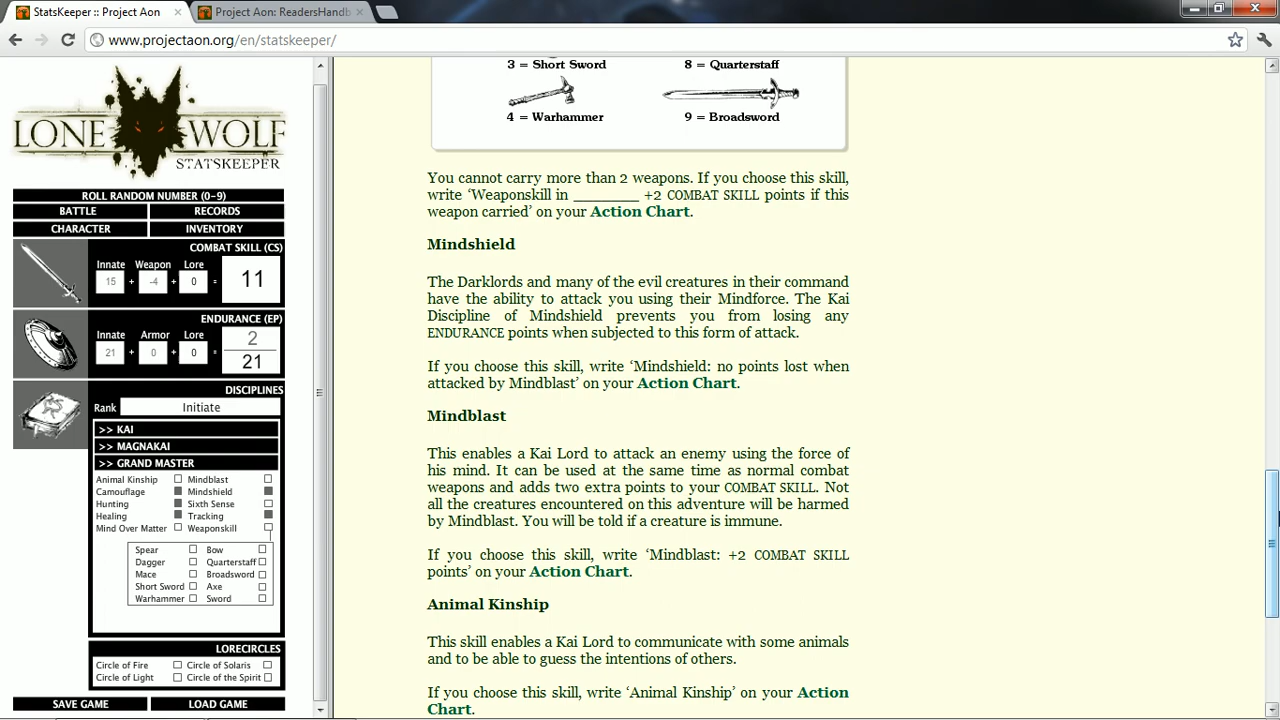 StatsKeeper :: Project Aon
Project Aon: ReadersHandb
www.projectaon.org/en/statskeeper/
LONE WOLF
STATSKEEPER
ROLL RANDOM NUMBER (0-9)
BATTLE RECORDS
CHARACTER INVENTORY
COMBAT SKILL (CS)
Innate Weapon Lore
15 + -4 + 0 = 11
ENDURANCE (EP)
Innate Armor Lore
21 + 0 + 0 = 2
21
DISCIPLINES
Rank Initiate
>> KAI
>> MAGNAKAI
>> GRAND MASTER
Animal Kinship Mindblast
Camouflage Mindshield
Hunting Sixth Sense
Healing Tracking
Mind Over Matter Weaponskill
Spear Bow
Dagger Quarterstaff
Mace Broadsword
Short Sword Axe
Warhammer Sword
LORECIRCLES
Circle of Fire Circle of Solaris
Circle of Light Circle of the Spirit
SAVE GAME LOAD GAME
3 = Short Sword 8 = Quarterstaff
4 = Warhammer 9 = Broadsword
You cannot carry more than 2 weapons. If you choose this skill,
write ‘Weaponskill in _______ +2 COMBAT SKILL points if this
weapon carried’ on your Action Chart.
Mindshield
The Darklords and many of the evil creatures in their command
have the ability to attack you using their Mindforce. The Kai
Discipline of Mindshield prevents you from losing any
ENDURANCE points when subjected to this form of attack.
If you choose this skill, write ‘Mindshield: no points lost when
attacked by Mindblast’ on your Action Chart.
Mindblast
This enables a Kai Lord to attack an enemy using the force of
his mind. It can be used at the same time as normal combat
weapons and adds two extra points to your COMBAT SKILL. Not
all the creatures encountered on this adventure will be harmed
by Mindblast. You will be told if a creature is immune.
If you choose this skill, write ‘Mindblast: +2 COMBAT SKILL
points’ on your Action Chart.
Animal Kinship
This skill enables a Kai Lord to communicate with some animals
and to be able to guess the intentions of others.
If you choose this skill, write ‘Animal Kinship’ on your Action
Chart.